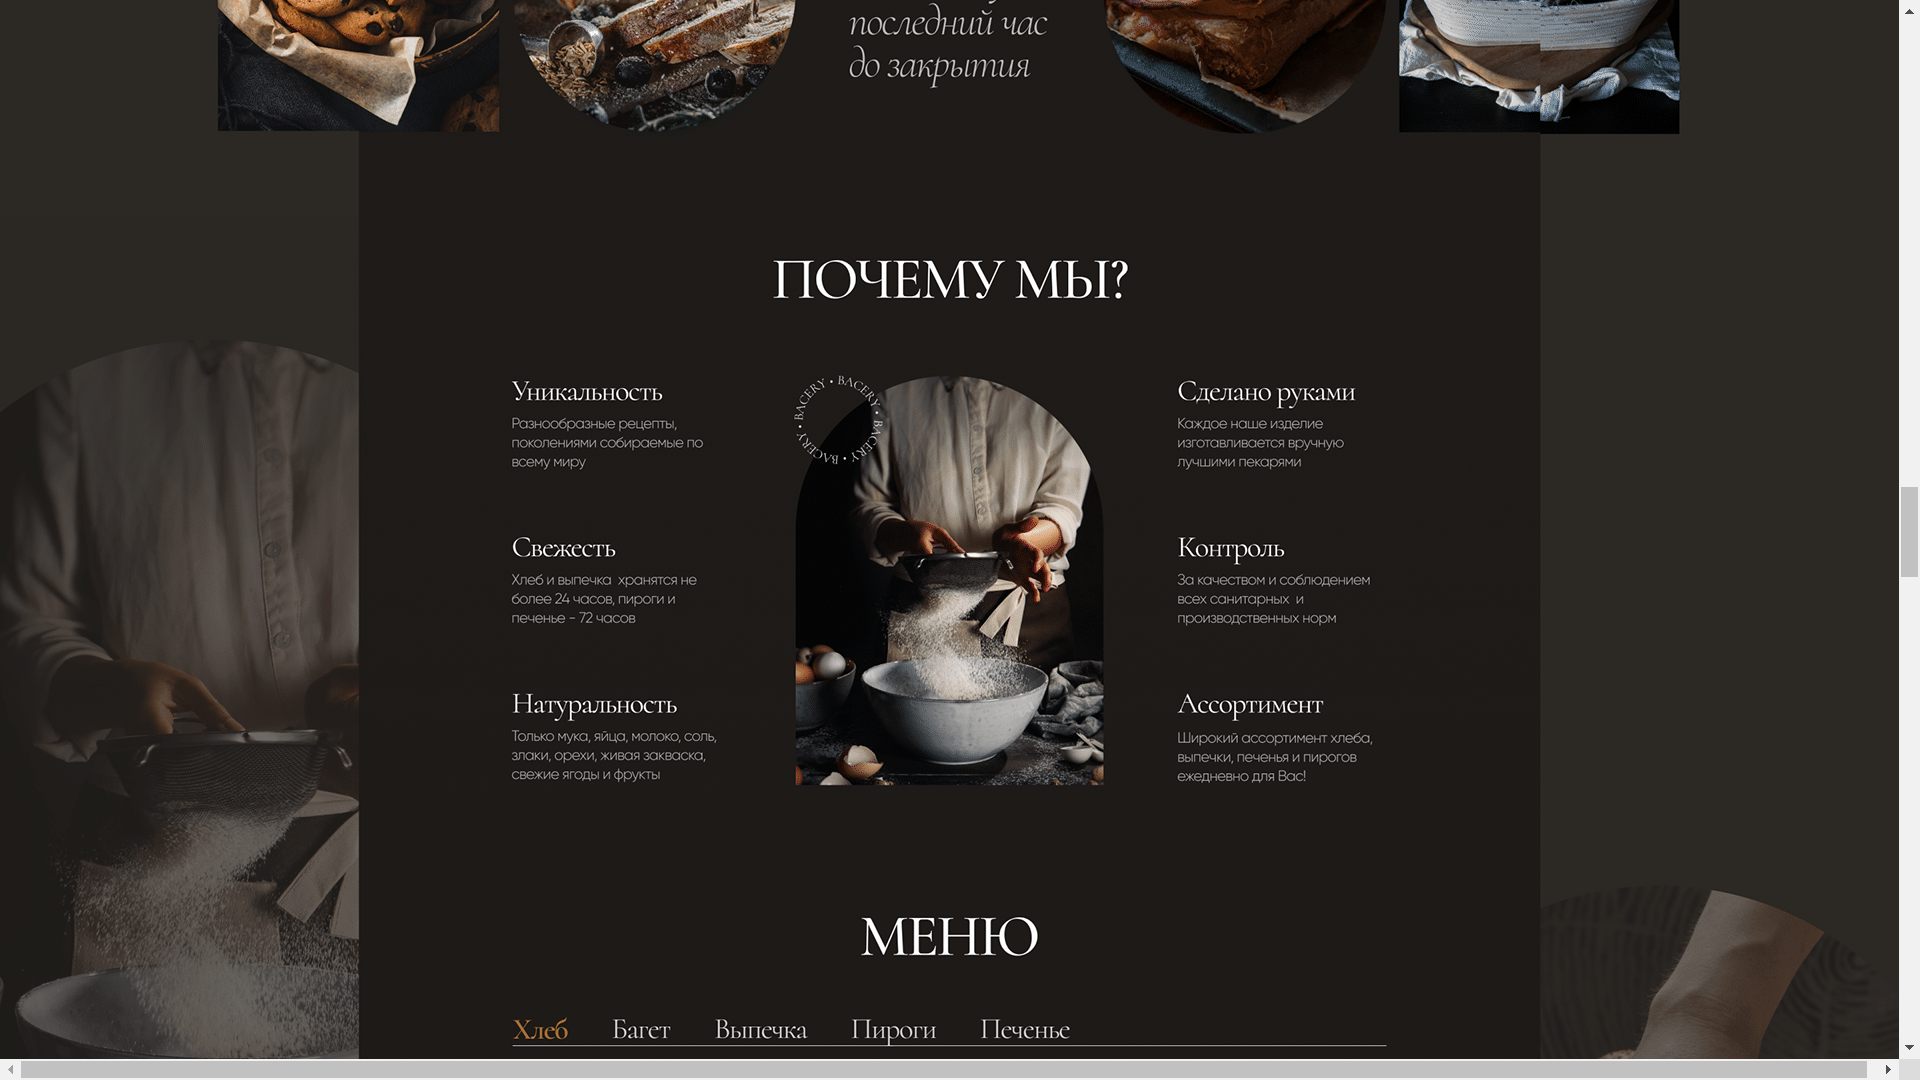 последний час
до закрытия
ПОЧЕМУ МЫ?
Уникальность
Разнообразные рецепты,
поколениями собираемые по
всему миру
Свежесть
Хлеб и выпечка хранятся не
более 24 часов, пироги и
печенье - 72 часов
Натуральность
Только мука, яйца, молоко, соль,
злаки, орехи, живая закваска,
свежие ягоды и фрукты
BACERY • BACERY • BACERY • BACERY • BACERY •
Сделано руками
Каждое наше изделие
изготавливается вручную
лучшими пекарями
Контроль
За качеством и соблюдением
всех санитарных и
производственных норм
Ассортимент
Широкий ассортимент хлеба,
выпечки, печенья и пирогов
ежедневно для Вас!
МЕНЮ
Хлеб Багет Выпечка Пироги Печенье